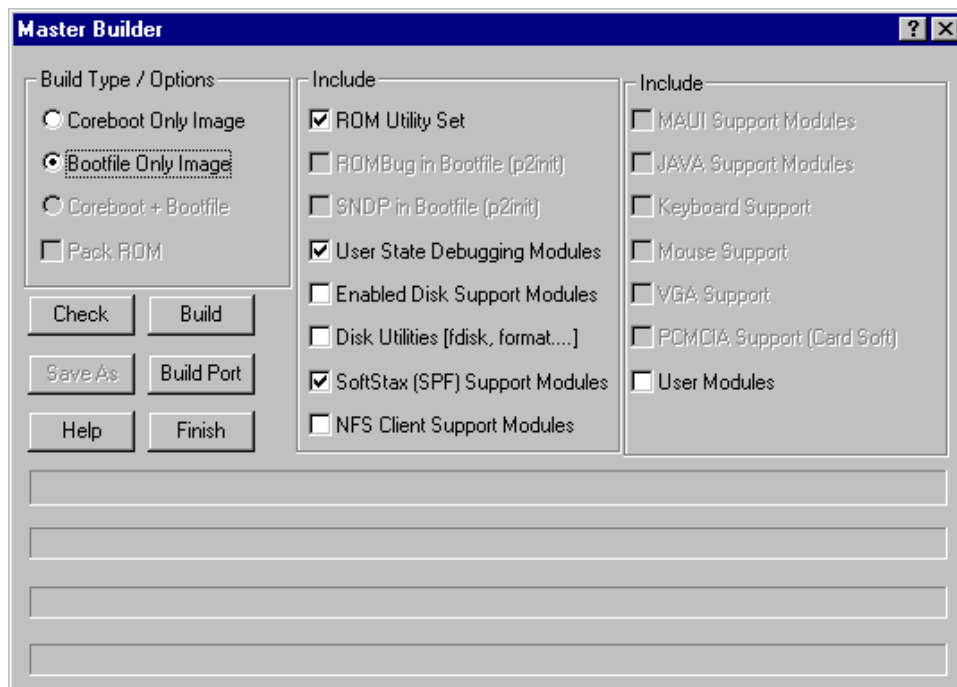 Master Builder
Build Type / Options
Coreboot Only Image
Bootfile Only Image
Coreboot + Bootfile
Pack ROM
Check
Build
Save As
Build Port
Help
Finish
Include
ROM Utility Set
ROMBug in Bootfile (p2init)
SNDP in Bootfile (p2init)
User State Debugging Modules
Enabled Disk Support Modules
Disk Utilities [fdisk, format....]
SoftStax (SPF) Support Modules
NFS Client Support Modules
Include
MAUI Support Modules
JAVA Support Modules
Keyboard Support
Mouse Support
VGA Support
PCMCIA Support (Card Soft)
User Modules